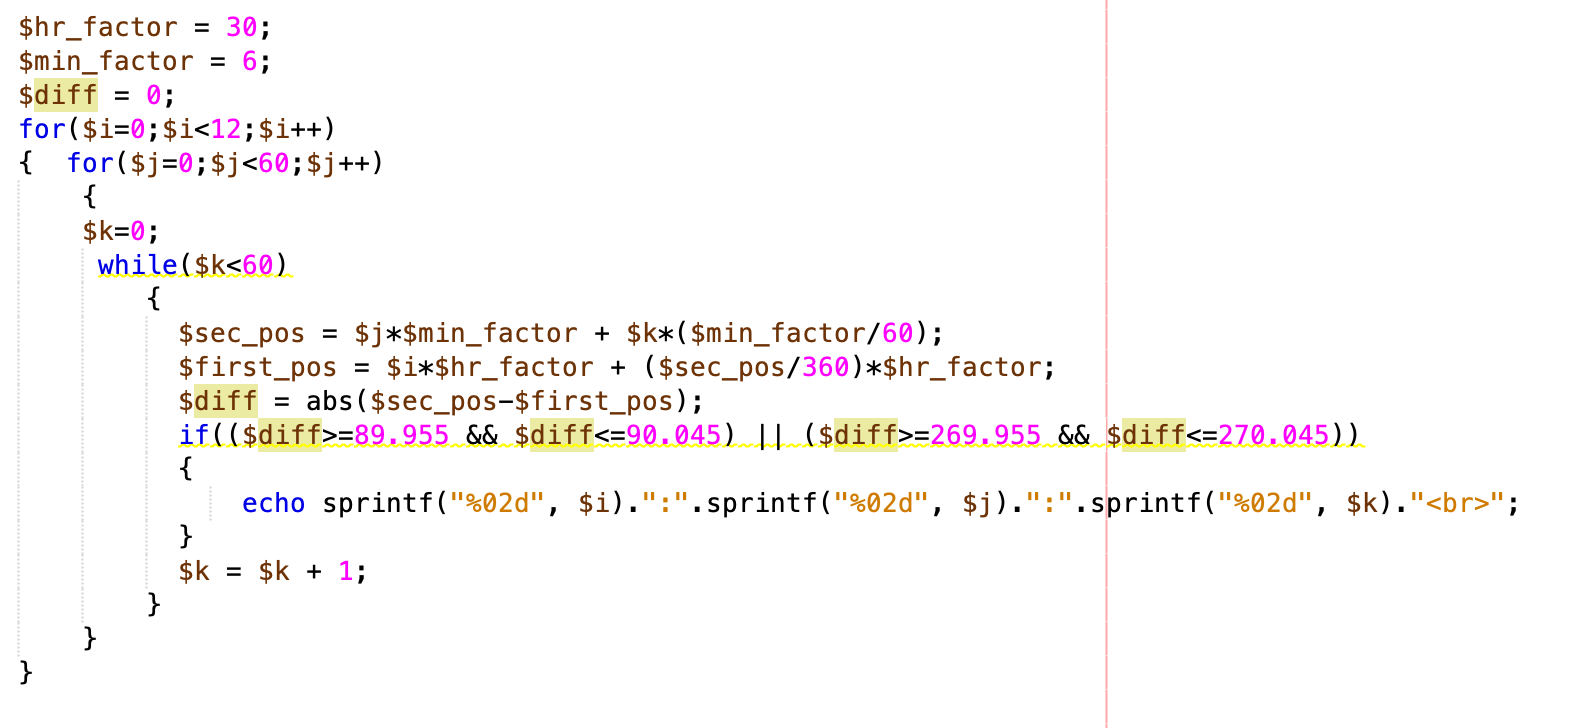 $hr_factor = 30;
$min_factor = 6;
$diff = 0;
for($i=0;$i<12;$i++)
{  for($j=0;$j<60;$j++)
    {
    $k=0;
     while($k<60)
        {
          $sec_pos = $j*$min_factor + $k*($min_factor/60);
          $first_pos = $i*$hr_factor + ($sec_pos/360)*$hr_factor;
          $diff = abs($sec_pos-$first_pos);
          if(($diff>=89.955 && $diff<=90.045) || ($diff>=269.955 && $diff<=270.045))
          {
              echo sprintf("%02d", $i).":".sprintf("%02d", $j).":".sprintf("%02d", $k)."<br>";
          }
          $k = $k + 1;
        }
    }
}